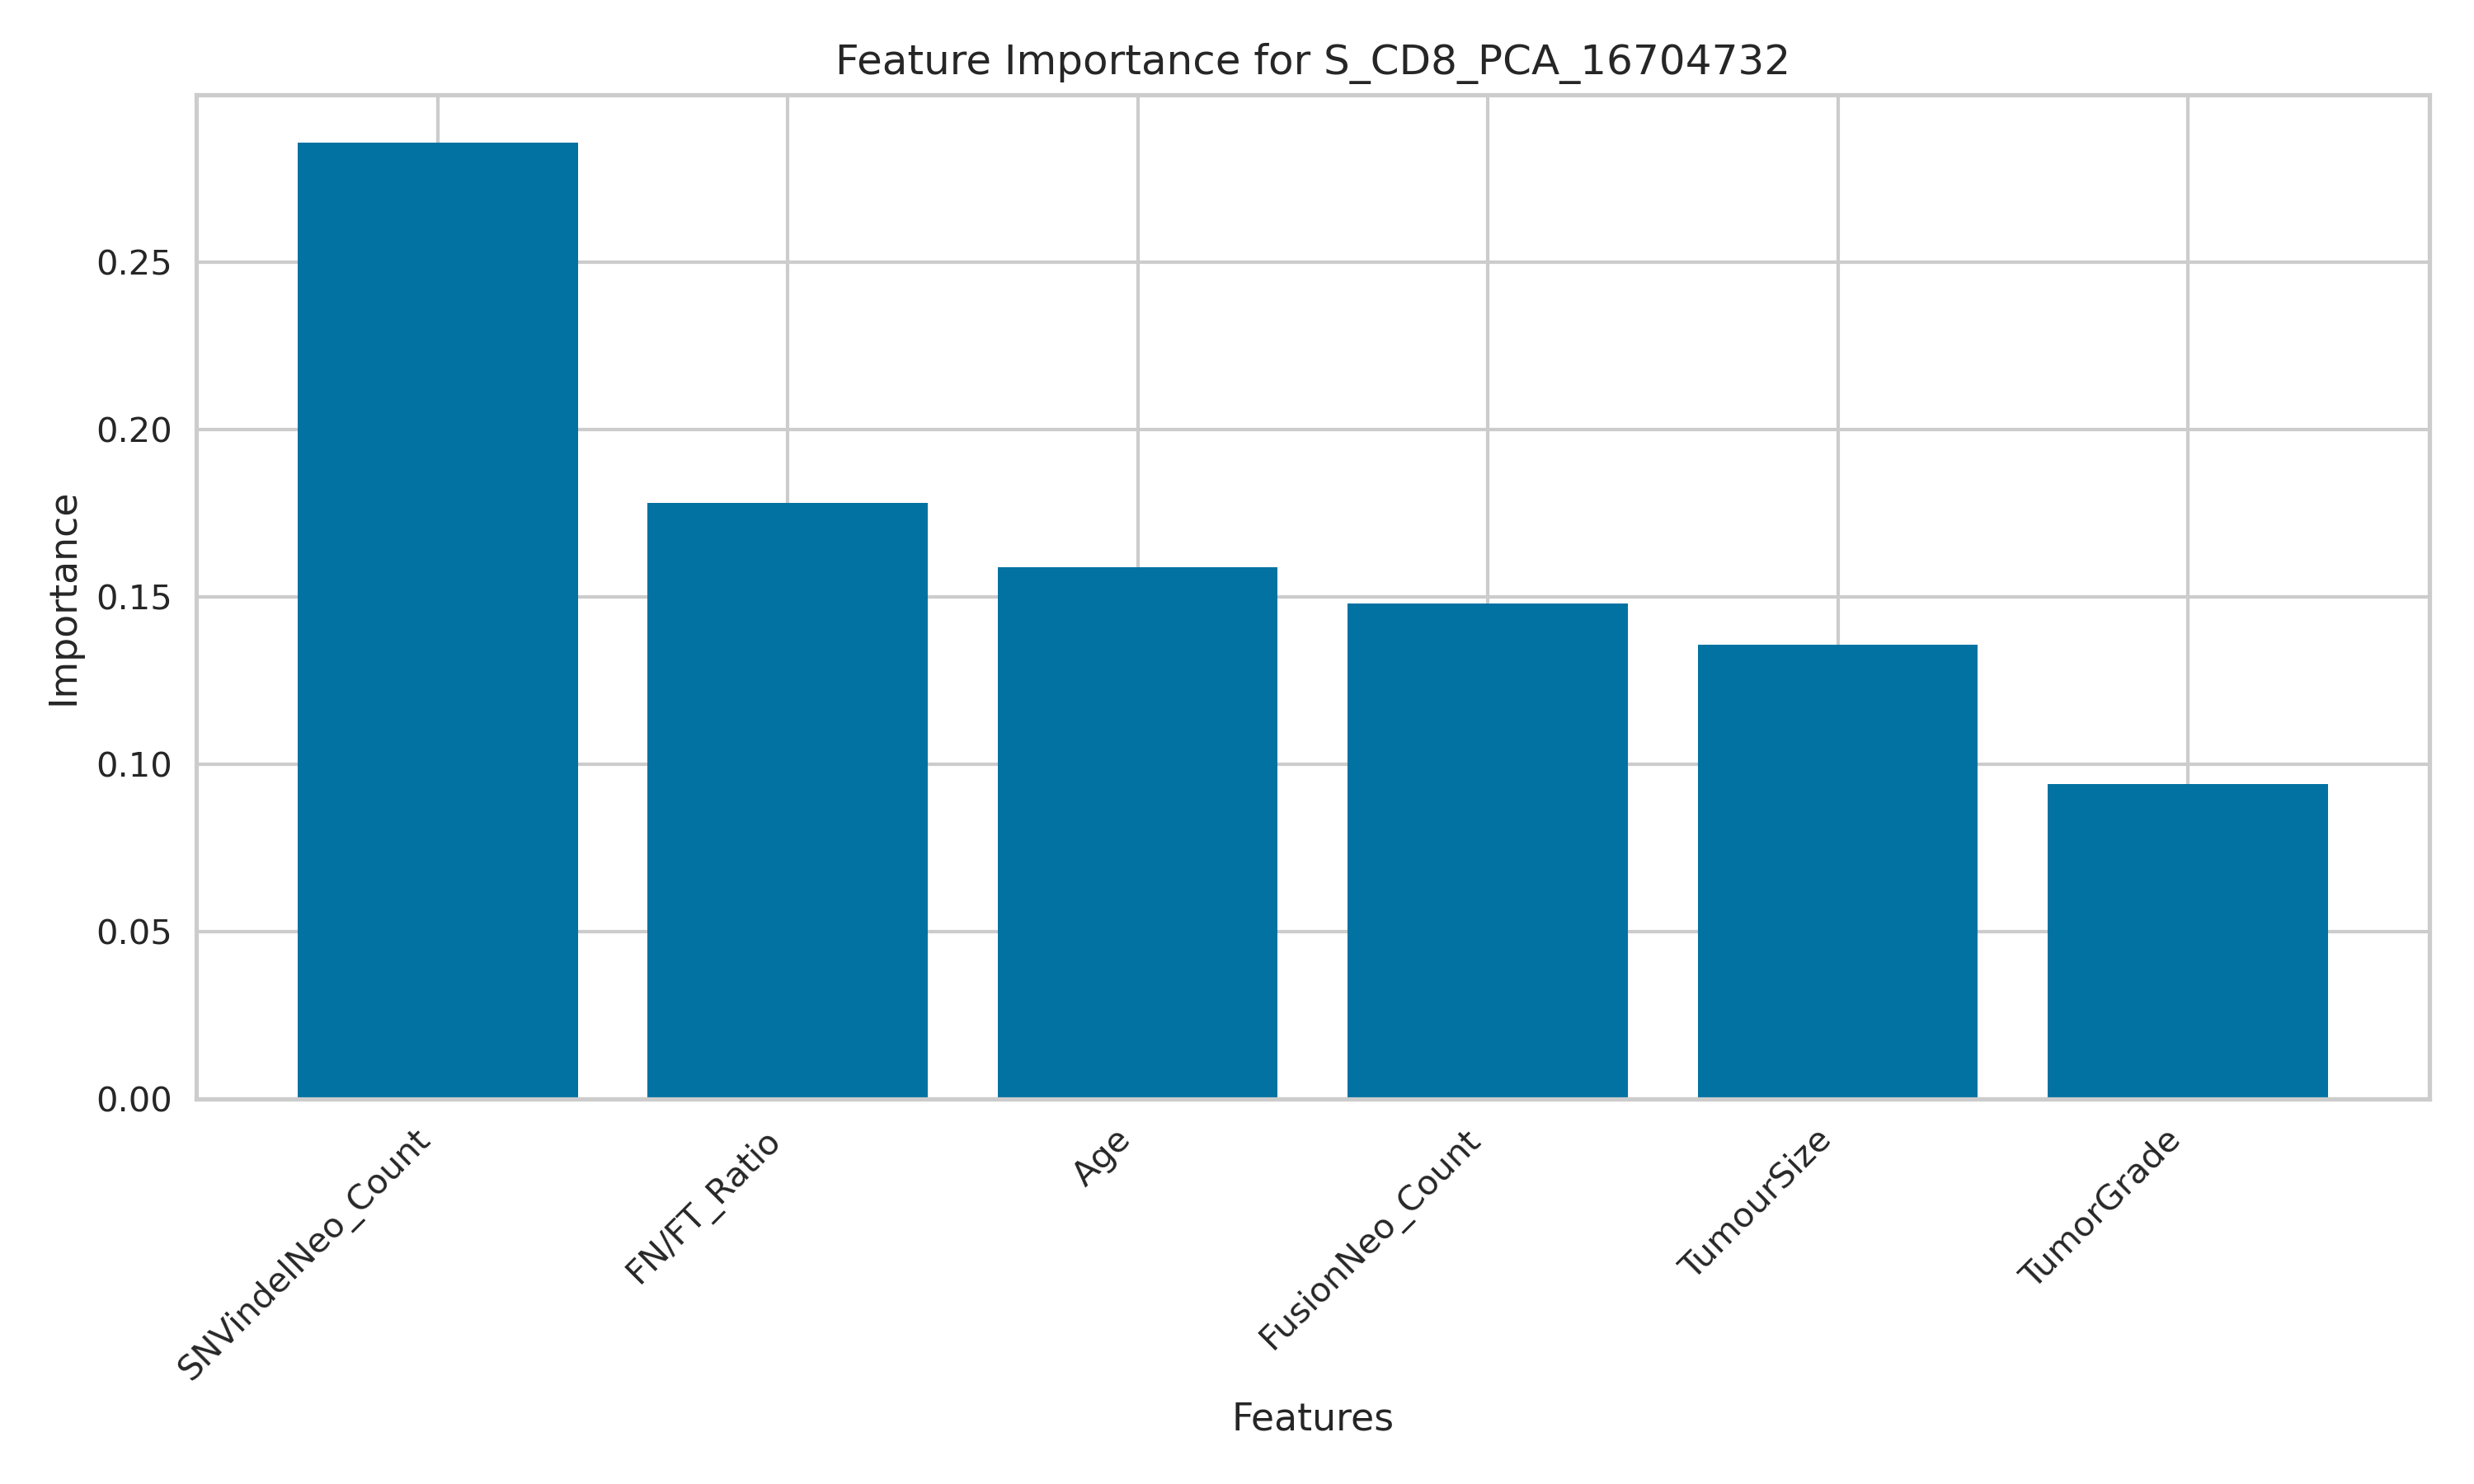 Feature Importance for S_CD8_PCA_16704732
Importance
0.25
0.20
0.15
0.10
0.05
0.00
SNVindelNeo_Count
FN/FT_Ratio
Age
FusionNeo_Count
TumourSize
TumorGrade
Features